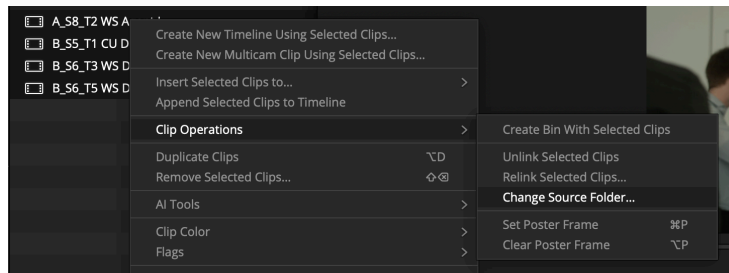 A_S8_T2 WS A
B_S5_T1 CU D
B_S6_T3 WS D
B_S6_T5 WS D
Create New Timeline Using Selected Clips...
Create New Multicam Clip Using Selected Clips...
Insert Selected Clips to... >
Append Selected Clips to Timeline
Clip Operations >
Duplicate Clips ⌥D
Remove Selected Clips... ⇧⌫
AI Tools >
Clip Color >
Flags >
Create Bin With Selected Clips
Unlink Selected Clips
Relink Selected Clips...
Change Source Folder...
Set Poster Frame ⌘P
Clear Poster Frame ⌥P